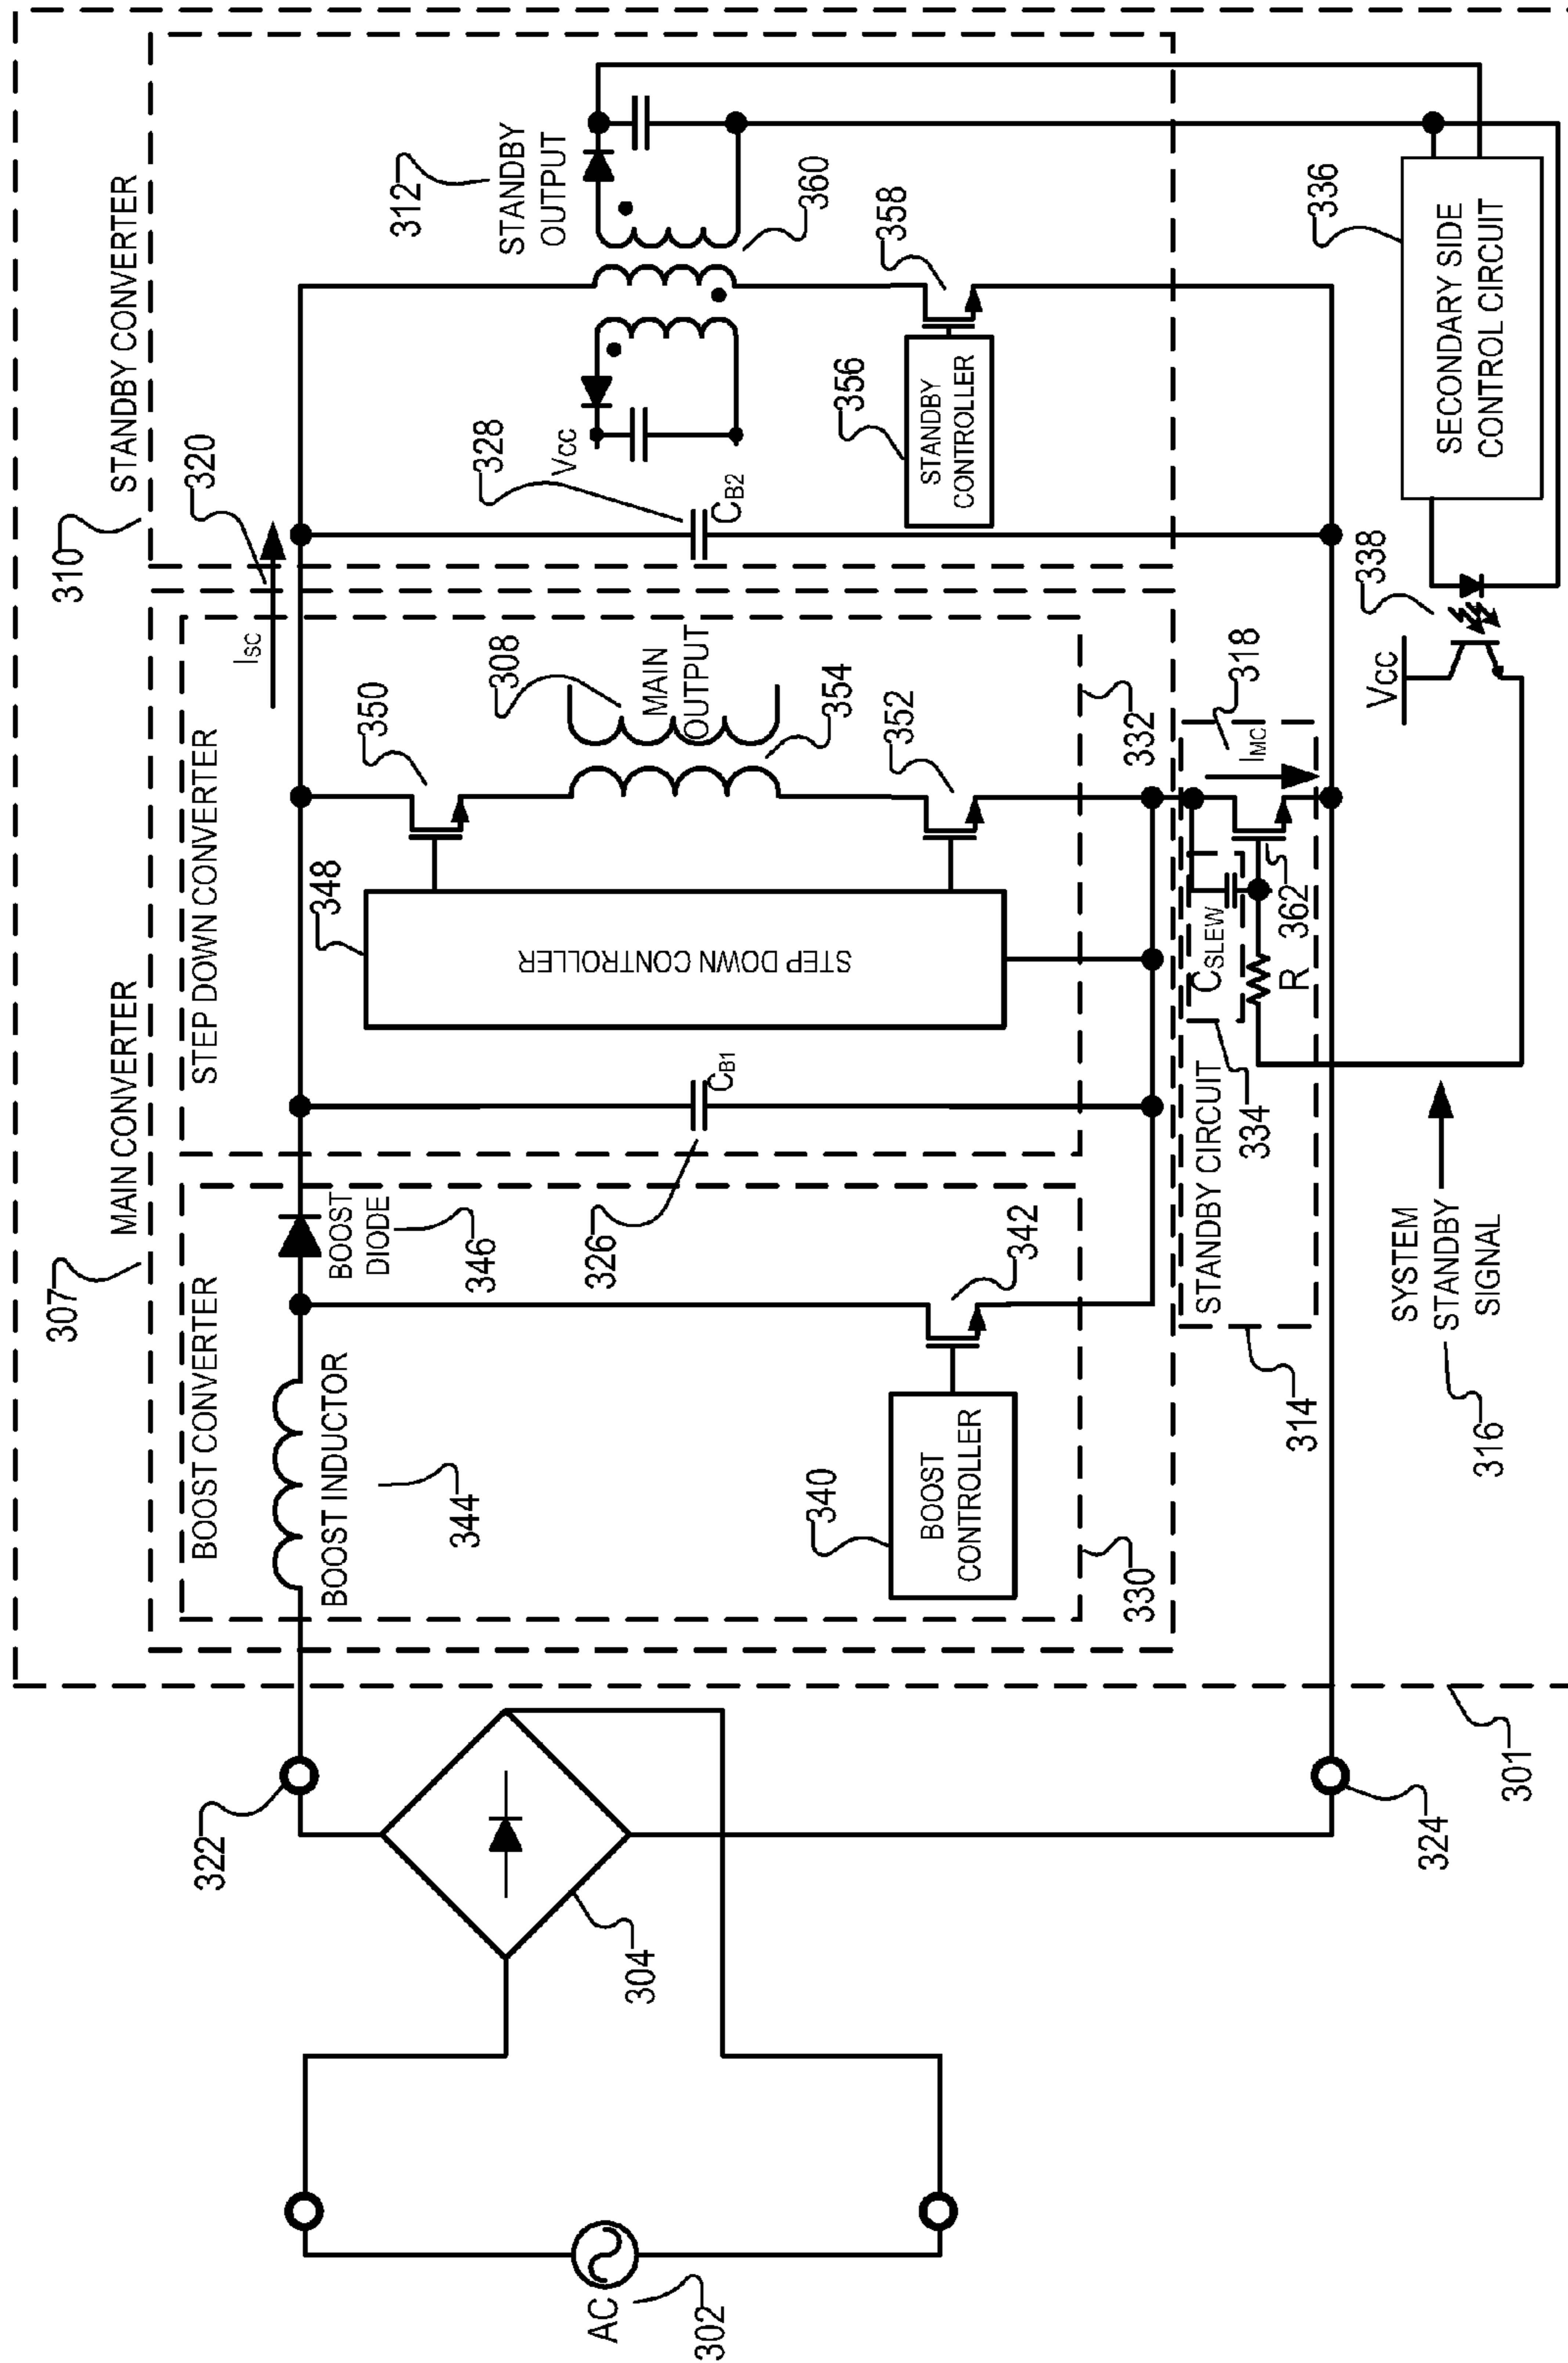 307
MAIN CONVERTER
310
STANDBY CONVERTER
BOOST CONVERTER
STEP DOWN CONVERTER
ISC
320
322
BOOST INDUCTOR
344
BOOST
DIODE
346
348
350
308
MAIN
OUTPUT
354
328
VCC
312
STANDBY
OUTPUT
360
STEP DOWN CONTROLLER
326
CB1
CB2
304
340
BOOST
CONTROLLER
342
352
356
STANDBY
CONTROLLER
358
330
332
STANDBY CIRCUIT
334
CSLEW
R
362
IMC
318
314
324
301
VCC
338
336
SECONDARY SIDE
CONTROL CIRCUIT
316
SYSTEM
STANDBY
SIGNAL
AC
302